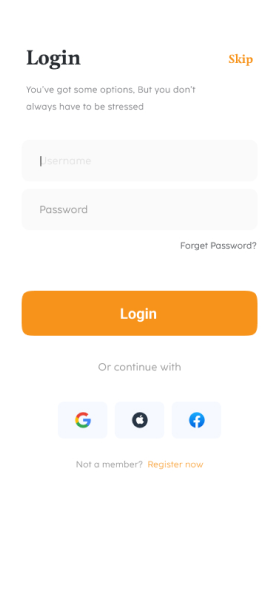 Login
Skip
You've got some options, But you don't
always have to be stressed
Username
Password
Forget Password?
Login
Or continue with
Not a member? Register now